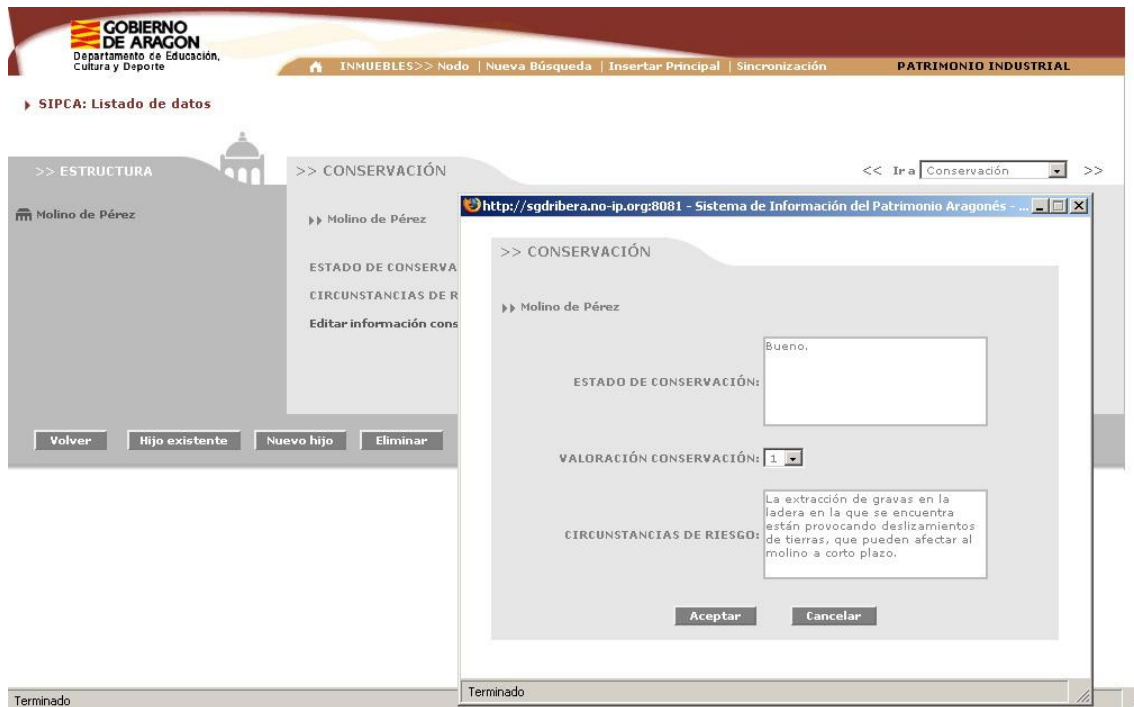 GOBIERNO
DE ARAGON
Departamento de Educación,
Cultura y Deporte
INMUEBLES>> Nodo | Nueva Búsqueda | Insertar Principal | Sincronización
PATRIMONIO INDUSTRIAL
SIPCA: Listado de datos
>> ESTRUCTURA
Molino de Pérez
>> CONSERVACIÓN
<< Ir a Conservación >>
Molino de Pérez
ESTADO DE CONSERVA
CIRCUNSTANCIAS DE R
Editar información cons
Volver Hijo existente Nuevo hijo Eliminar
Terminado
http://sgdribera.no-ip.org:8081 - Sistema de Información del Patrimonio Aragonés - ...
>> CONSERVACIÓN
Molino de Pérez
ESTADO DE CONSERVACIÓN:
Bueno.
VALORACIÓN CONSERVACIÓN: 1
CIRCUNSTANCIAS DE RIESGO:
La extracción de gravas en la
ladera en la que se encuentra
están provocando deslizamientos
de tierras, que pueden afectar al
molino a corto plazo.
Aceptar Cancelar
Terminado